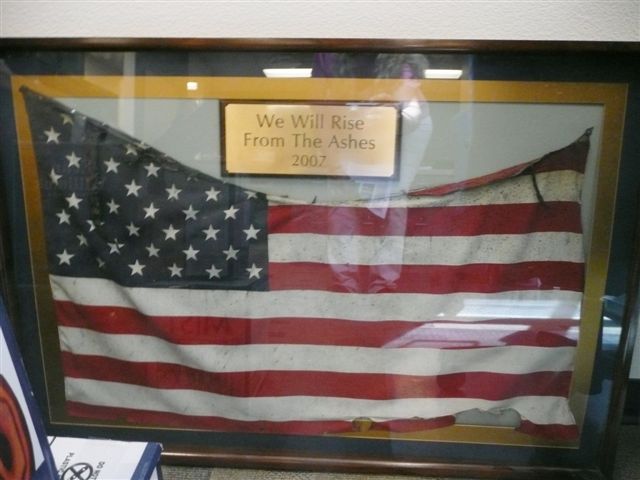 We Will Rise
From The Ashes
2007